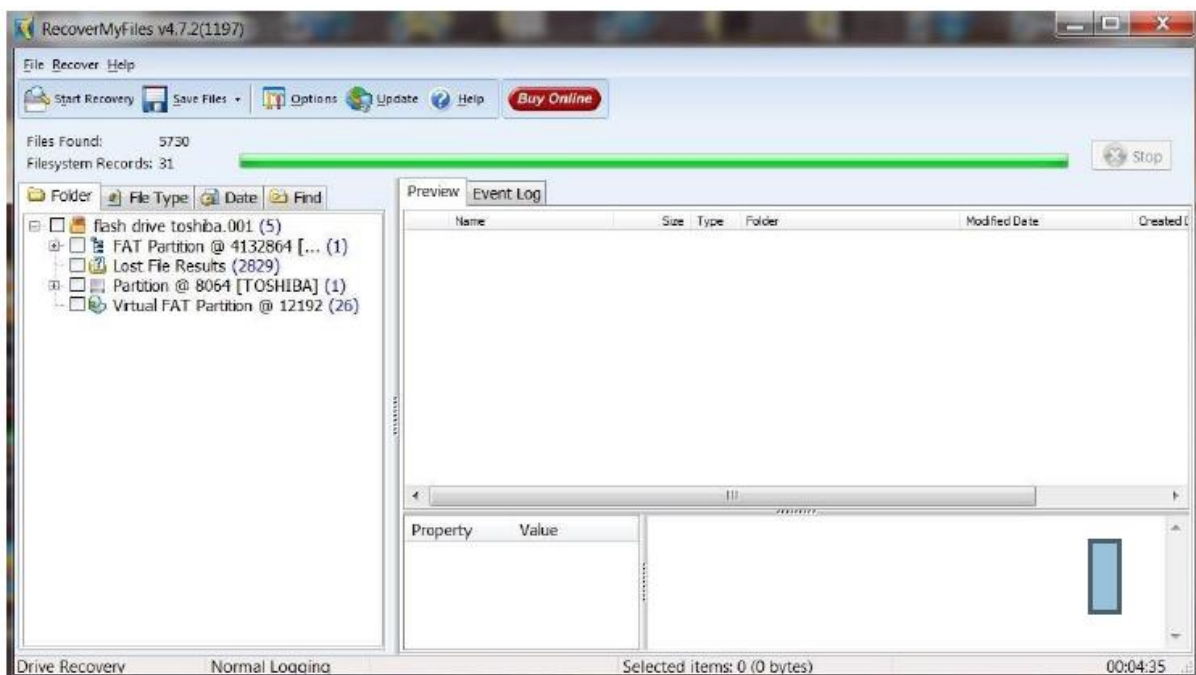 RecoverMyFiles v4.7.2(1197)
File Recover Help
Start Recovery Save Files Options Update Help Buy Online
Files Found: 5730
Filesystem Records: 31
Stop
Folder File Type Date Find
flash drive toshiba.001 (5)
FAT Partition @ 4132864 [... (1)
Lost File Results (2829)
Partition @ 8064 [TOSHIBA] (1)
Virtual FAT Partition @ 12192 (26)
Preview Event Log
Name Size Type Folder Modified Date Created
Property Value
Drive Recovery Normal Logging Selected items: 0 (0 bytes) 00:04:35